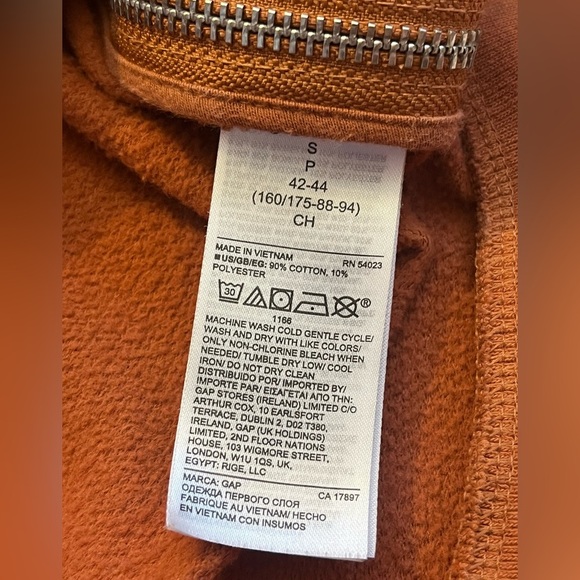 S
P
42-44
(160/175-88-94)
CH
MADE IN VIETNAM RN 54023
US/GB/EG: 90% COTTON, 10%
POLYESTER
30
®
1166
MACHINE WASH COLD GENTLE CYCLE/
WASH AND DRY WITH LIKE COLORS/
ONLY NON-CHLORINE BLEACH WHEN
NEEDED/ TUMBLE DRY LOW/ COOL
IRON/ DO NOT DRY CLEAN
DISTRIBUIDO POR/ IMPORTED BY/
IMPORTE PAR/ ΕΙΣΑΓΕΤΑΙ ΑΠΟ ΤΗΝ:
GAP STORES (IRELAND) LIMITED C/O
ARTHUR COX, 10 EARLSFORT
TERRACE, DUBLIN 2, D02 T380,
IRELAND, GAP (UK HOLDINGS)
LIMITED, 2ND FLOOR NATIONS
HOUSE, 103 WIGMORE STREET,
LONDON, W1U 1QS, UK,
EGYPT: RIGE, LLC
MARCA: GAP CA 17897
ОДЕЖДА ПЕРВОГО СЛОЯ
FABRIQUE AU VIETNAM/ HECHO
EN VIETNAM CON INSUMOS